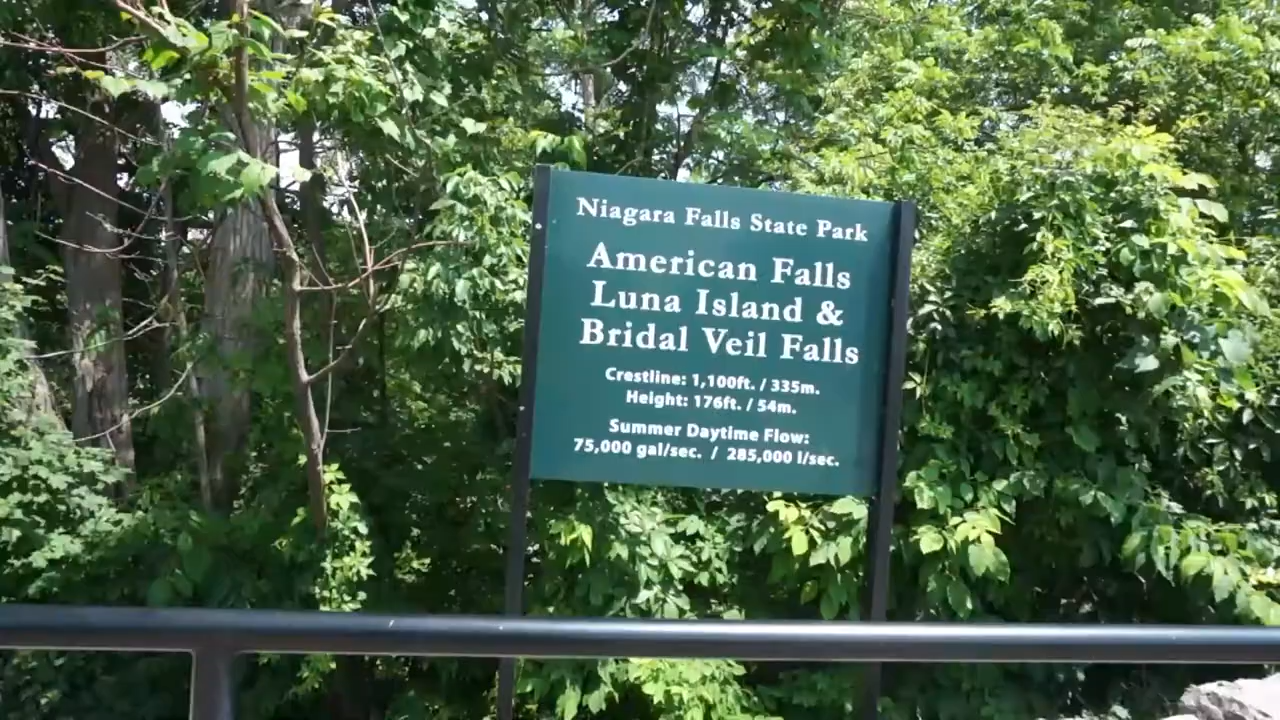 Niagara Falls State Park
American Falls
Luna Island &
Bridal Veil Falls
Crestline: 1,100ft. / 335m.
Height: 176ft. / 54m.
Summer Daytime Flow:
75,000 gal/sec. / 285,000 l/sec.